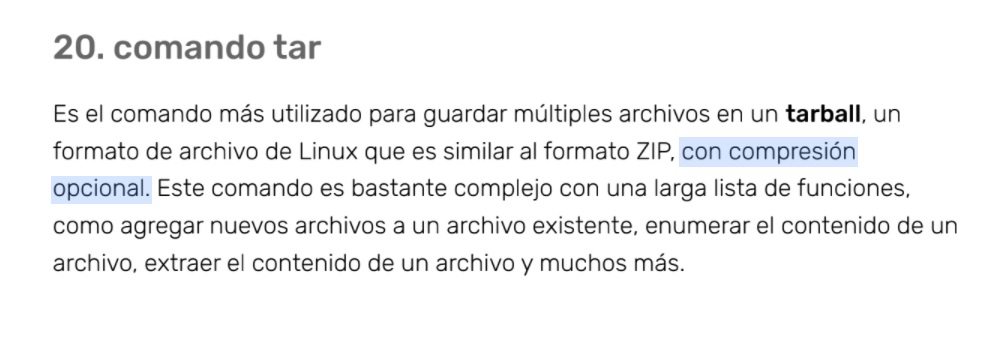 20. comando tar
Es el comando más utilizado para guardar múltiples archivos en un tarball, un
formato de archivo de Linux que es similar al formato ZIP, con compresión
opcional. Este comando es bastante complejo con una larga lista de funciones,
como agregar nuevos archivos a un archivo existente, enumerar el contenido de un
archivo, extraer el contenido de un archivo y muchos más.